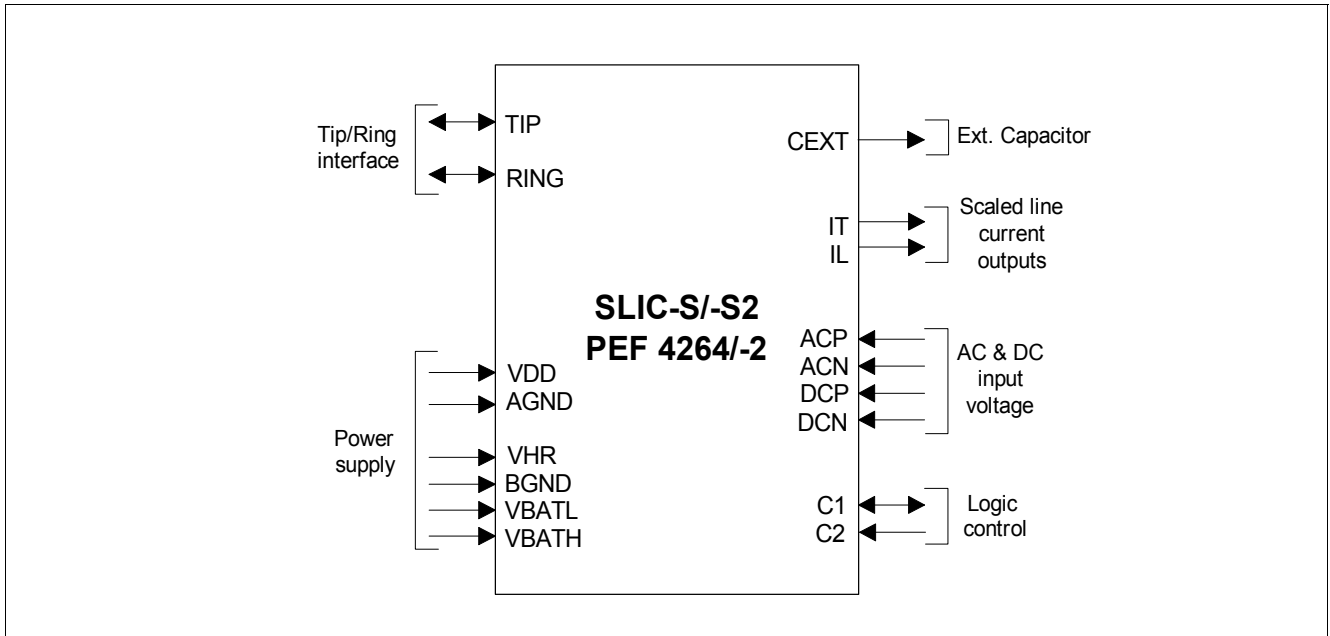 Tip/Ring
interface
TIP
RING
Power
supply
VDD
AGND
VHR
BGND
VBATL
VBATH
SLIC-S/-S2
PEF 4264/-2
CEXT
Ext. Capacitor
IT
IL
Scaled line
current
outputs
ACP
ACN
DCP
DCN
AC & DC
input
voltage
C1
C2
Logic
control